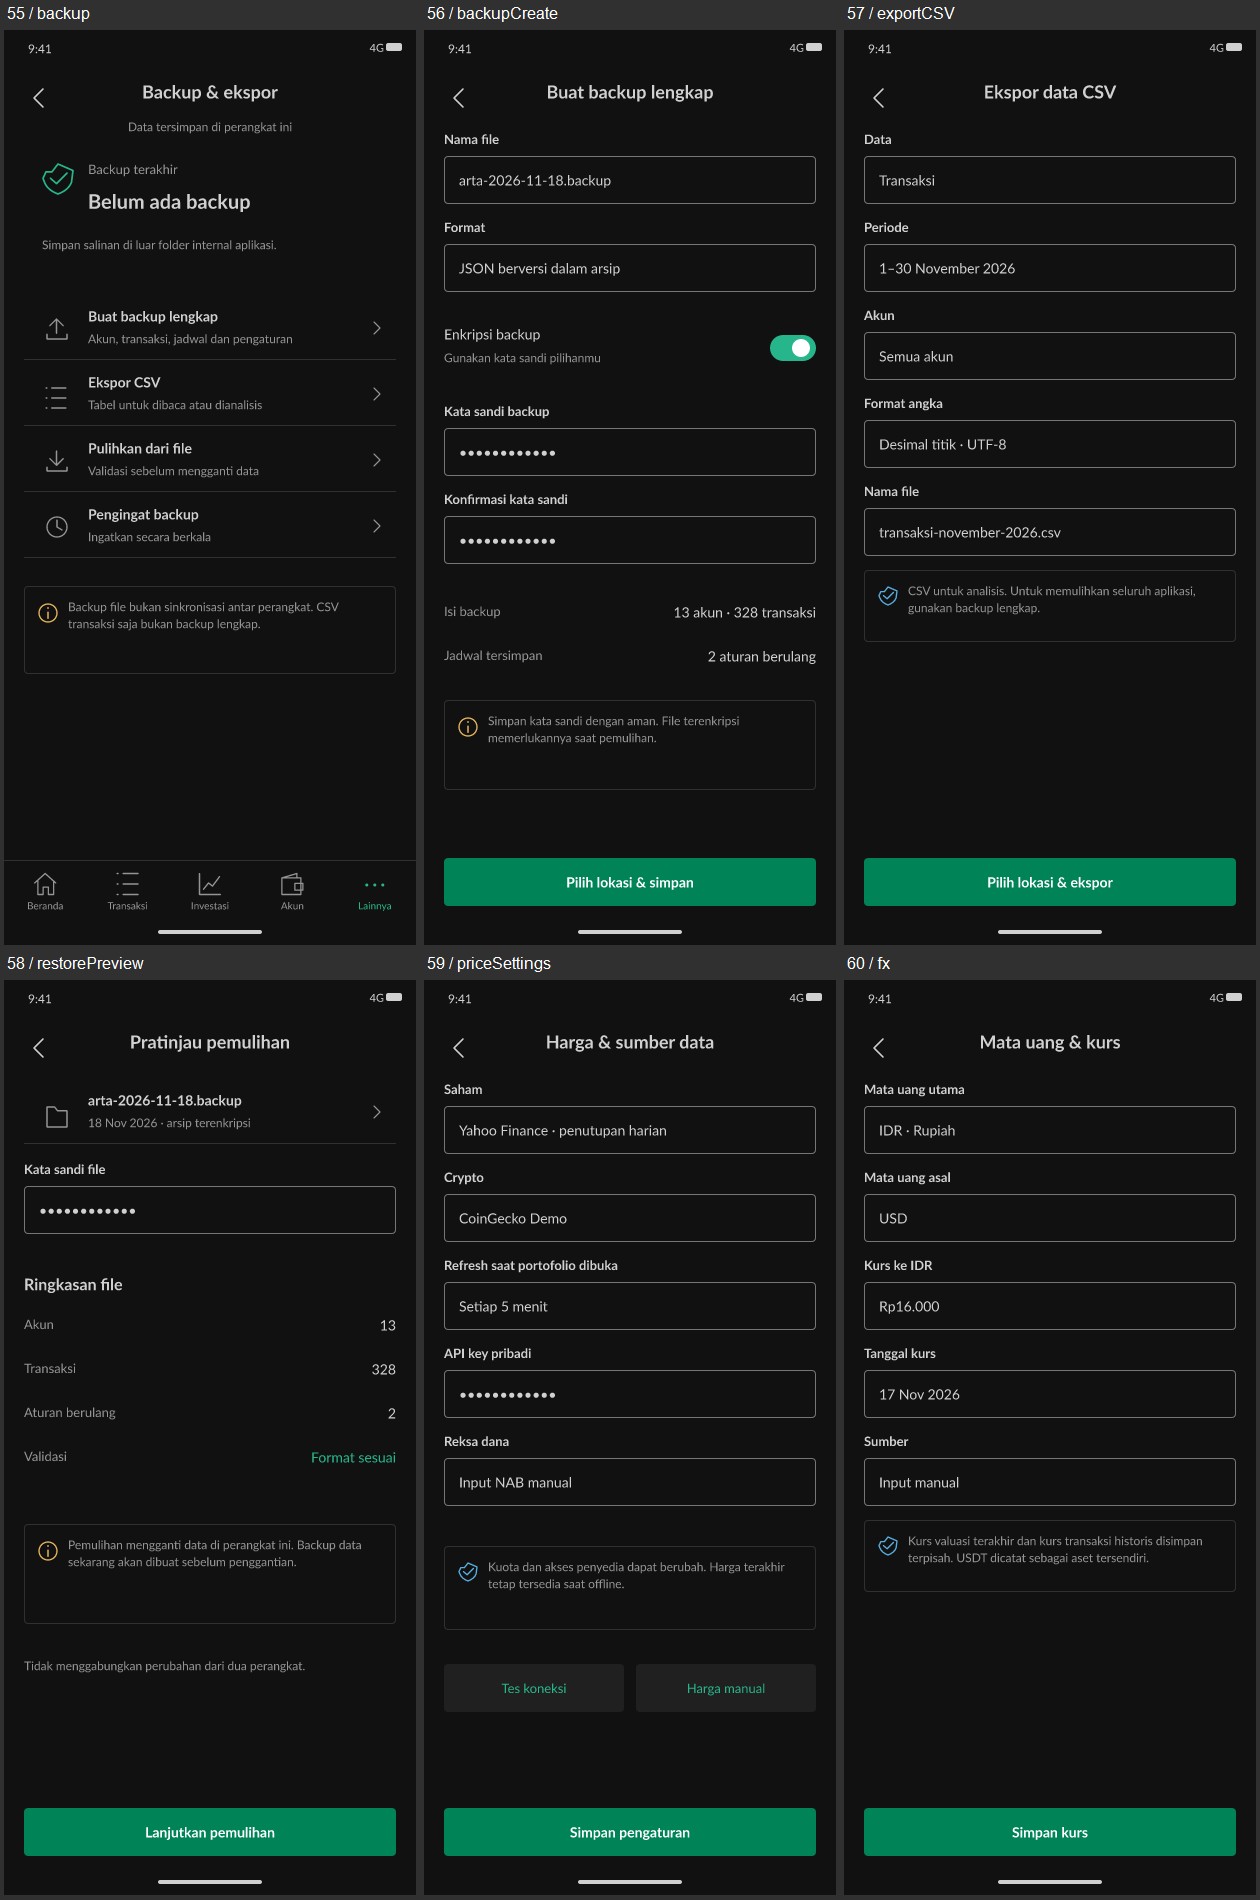 55 / backup
9:41
4G
Backup & ekspor
Data tersimpan di perangkat ini
Backup terakhir
Belum ada backup
Simpan salinan di luar folder internal aplikasi.
Buat backup lengkap
Akun, transaksi, jadwal dan pengaturan
Ekspor CSV
Tabel untuk dibaca atau dianalisis
Pulihkan dari file
Validasi sebelum mengganti data
Pengingat backup
Ingatkan secara berkala
Backup file bukan sinkronisasi antar perangkat. CSV
transaksi saja bukan backup lengkap.
Beranda
Transaksi
Investasi
Akun
Lainnya
56 / backupCreate
9:41
4G
Buat backup lengkap
Nama file
arta-2026-11-18.backup
Format
JSON berversi dalam arsip
Enkripsi backup
Gunakan kata sandi pilihanmu
Kata sandi backup
••••••••••••
Konfirmasi kata sandi
••••••••••••
Isi backup
13 akun · 328 transaksi
Jadwal tersimpan
2 aturan berulang
Simpan kata sandi dengan aman. File terenkripsi
memerlukannya saat pemulihan.
Pilih lokasi & simpan
57 / exportCSV
9:41
4G
Ekspor data CSV
Data
Transaksi
Periode
1–30 November 2026
Akun
Semua akun
Format angka
Desimal titik · UTF-8
Nama file
transaksi-november-2026.csv
CSV untuk analisis. Untuk memulihkan seluruh aplikasi,
gunakan backup lengkap.
Pilih lokasi & ekspor
58 / restorePreview
9:41
4G
Pratinjau pemulihan
arta-2026-11-18.backup
18 Nov 2026 · arsip terenkripsi
Kata sandi file
••••••••••••
Ringkasan file
Akun
13
Transaksi
328
Aturan berulang
2
Validasi
Format sesuai
Pemulihan mengganti data di perangkat ini. Backup data
sekarang akan dibuat sebelum penggantian.
Tidak menggabungkan perubahan dari dua perangkat.
Lanjutkan pemulihan
59 / priceSettings
9:41
4G
Harga & sumber data
Saham
Yahoo Finance · penutupan harian
Crypto
CoinGecko Demo
Refresh saat portofolio dibuka
Setiap 5 menit
API key pribadi
••••••••••••
Reksa dana
Input NAB manual
Kuota dan akses penyedia dapat berubah. Harga terakhir
tetap tersedia saat offline.
Tes koneksi
Harga manual
Simpan pengaturan
60 / fx
9:41
4G
Mata uang & kurs
Mata uang utama
IDR · Rupiah
Mata uang asal
USD
Kurs ke IDR
Rp16.000
Tanggal kurs
17 Nov 2026
Sumber
Input manual
Kurs valuasi terakhir dan kurs transaksi historis disimpan
terpisah. USDT dicatat sebagai aset tersendiri.
Simpan kurs